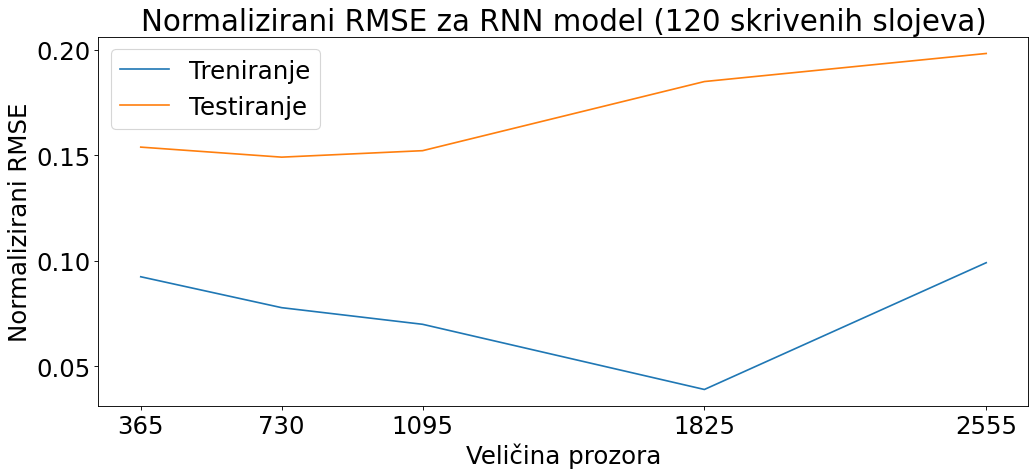 Normalizirani RMSE za RNN model (120 skrivenih slojeva)
Treniranje
Testiranje
Normalizirani RMSE
0.20
0.15
0.10
0.05
365 730 1095 1825 2555
Veličina prozora